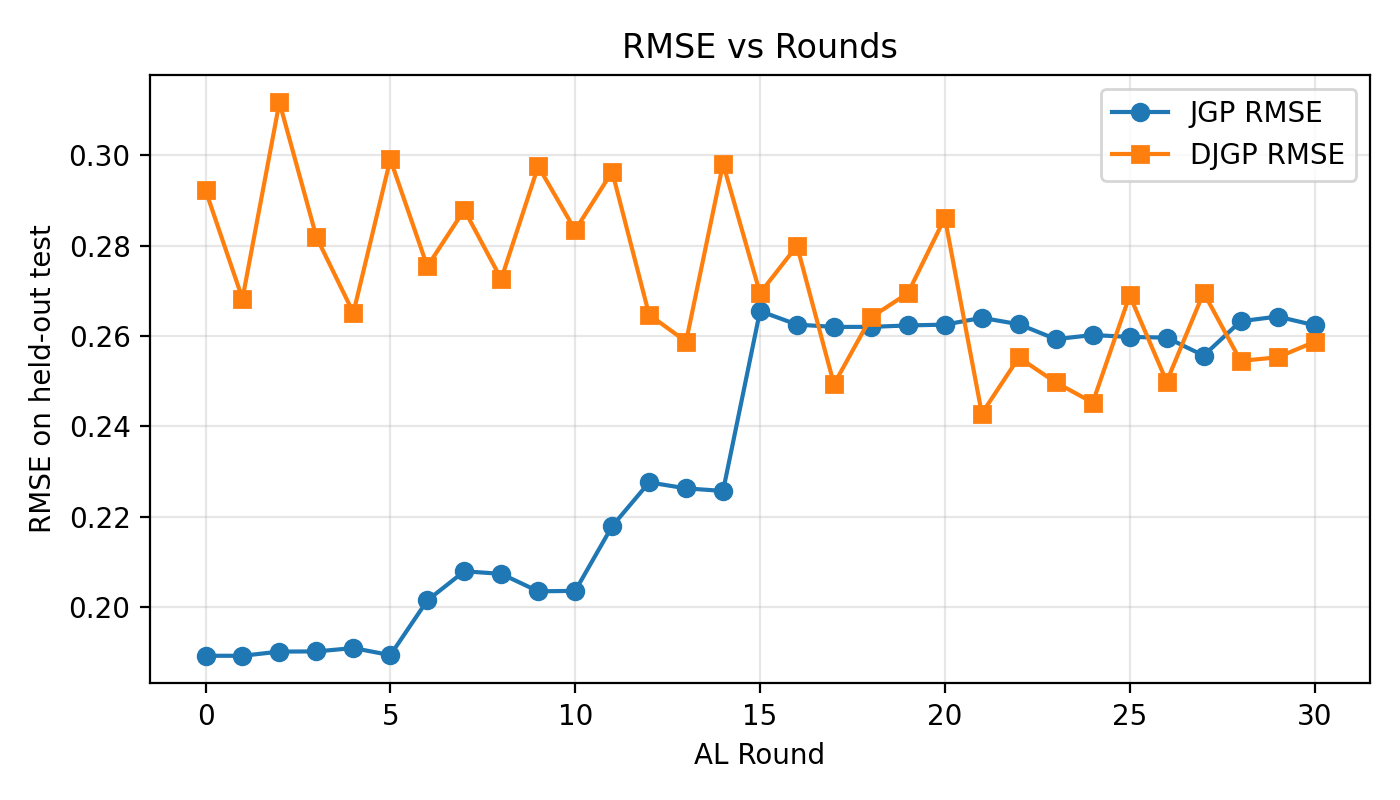 RMSE vs Rounds
JGP RMSE
DJGP RMSE
RMSE on held-out test
0.30
0.28
0.26
0.24
0.22
0.20
0 5 10 15 20 25 30
AL Round